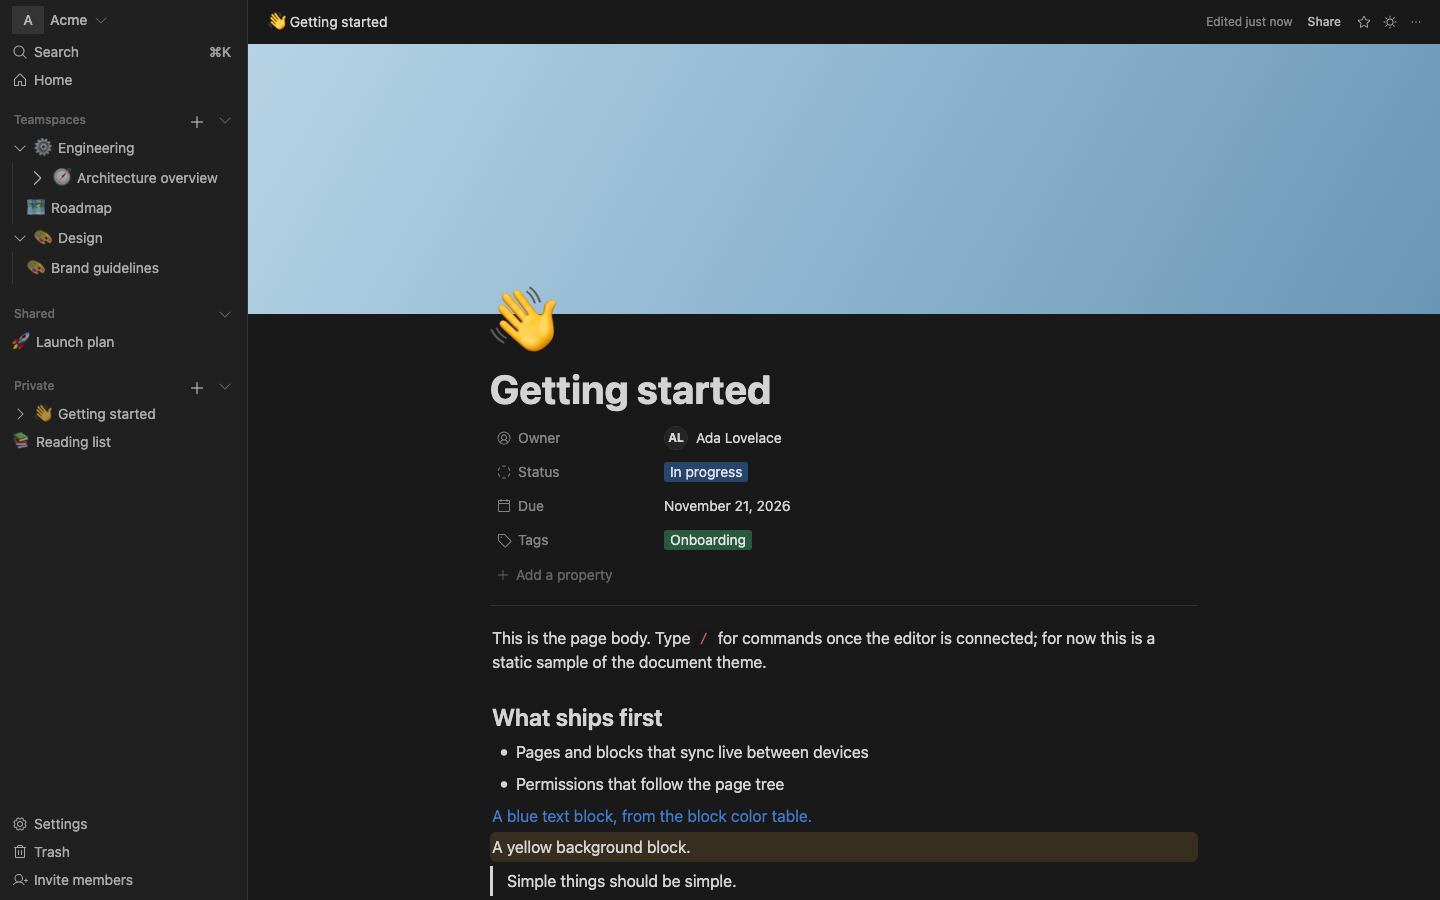 A Acme
Search ⌘K
Home
Teamspaces
Engineering
Architecture overview
Roadmap
Design
Brand guidelines
Shared
Launch plan
Private
Getting started
Reading list
Settings
Trash
Invite members
Getting started
Edited just now Share
Getting started
Owner AL Ada Lovelace
Status In progress
Due November 21, 2026
Tags Onboarding
Add a property
This is the page body. Type / for commands once the editor is connected; for now this is a
static sample of the document theme.
What ships first
• Pages and blocks that sync live between devices
• Permissions that follow the page tree
A blue text block, from the block color table.
A yellow background block.
Simple things should be simple.